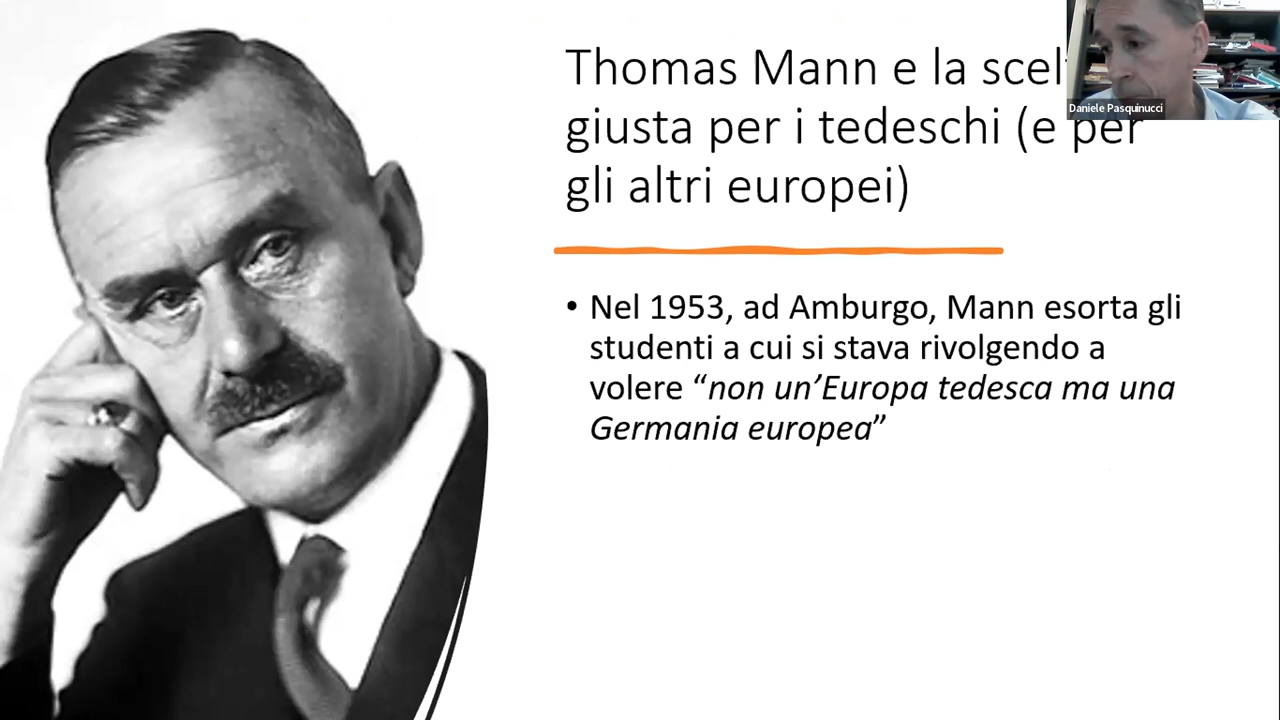 Thomas Mann e la
giusta per i tedeschi (e per
gli altri europei)
Daniele Pasquinucci
• Nel 1953, ad Amburgo, Mann esorta gli
studenti a cui si stava rivolgendo a
volere “non un’Europa tedesca ma una
Germania europea”